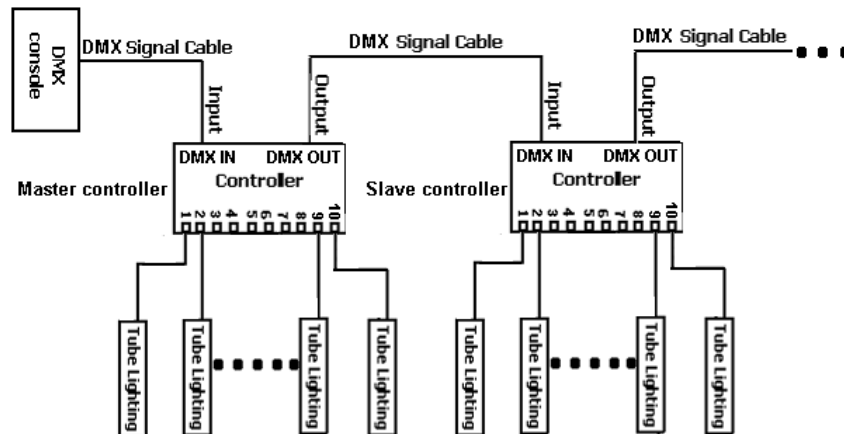 DMX
console
DMX Signal Cable
DMX Signal Cable
DMX Signal Cable
Input
Output
Input
Output
DMX IN DMX OUT
Controller
Master controller
1 2 3 4 5 6 7 8 9 10
DMX IN DMX OUT
Controller
Slave controller
1 2 3 4 5 6 7 8 9 10
Tube Lighting
Tube Lighting
Tube Lighting
Tube Lighting
Tube Lighting
Tube Lighting
Tube Lighting
Tube Lighting